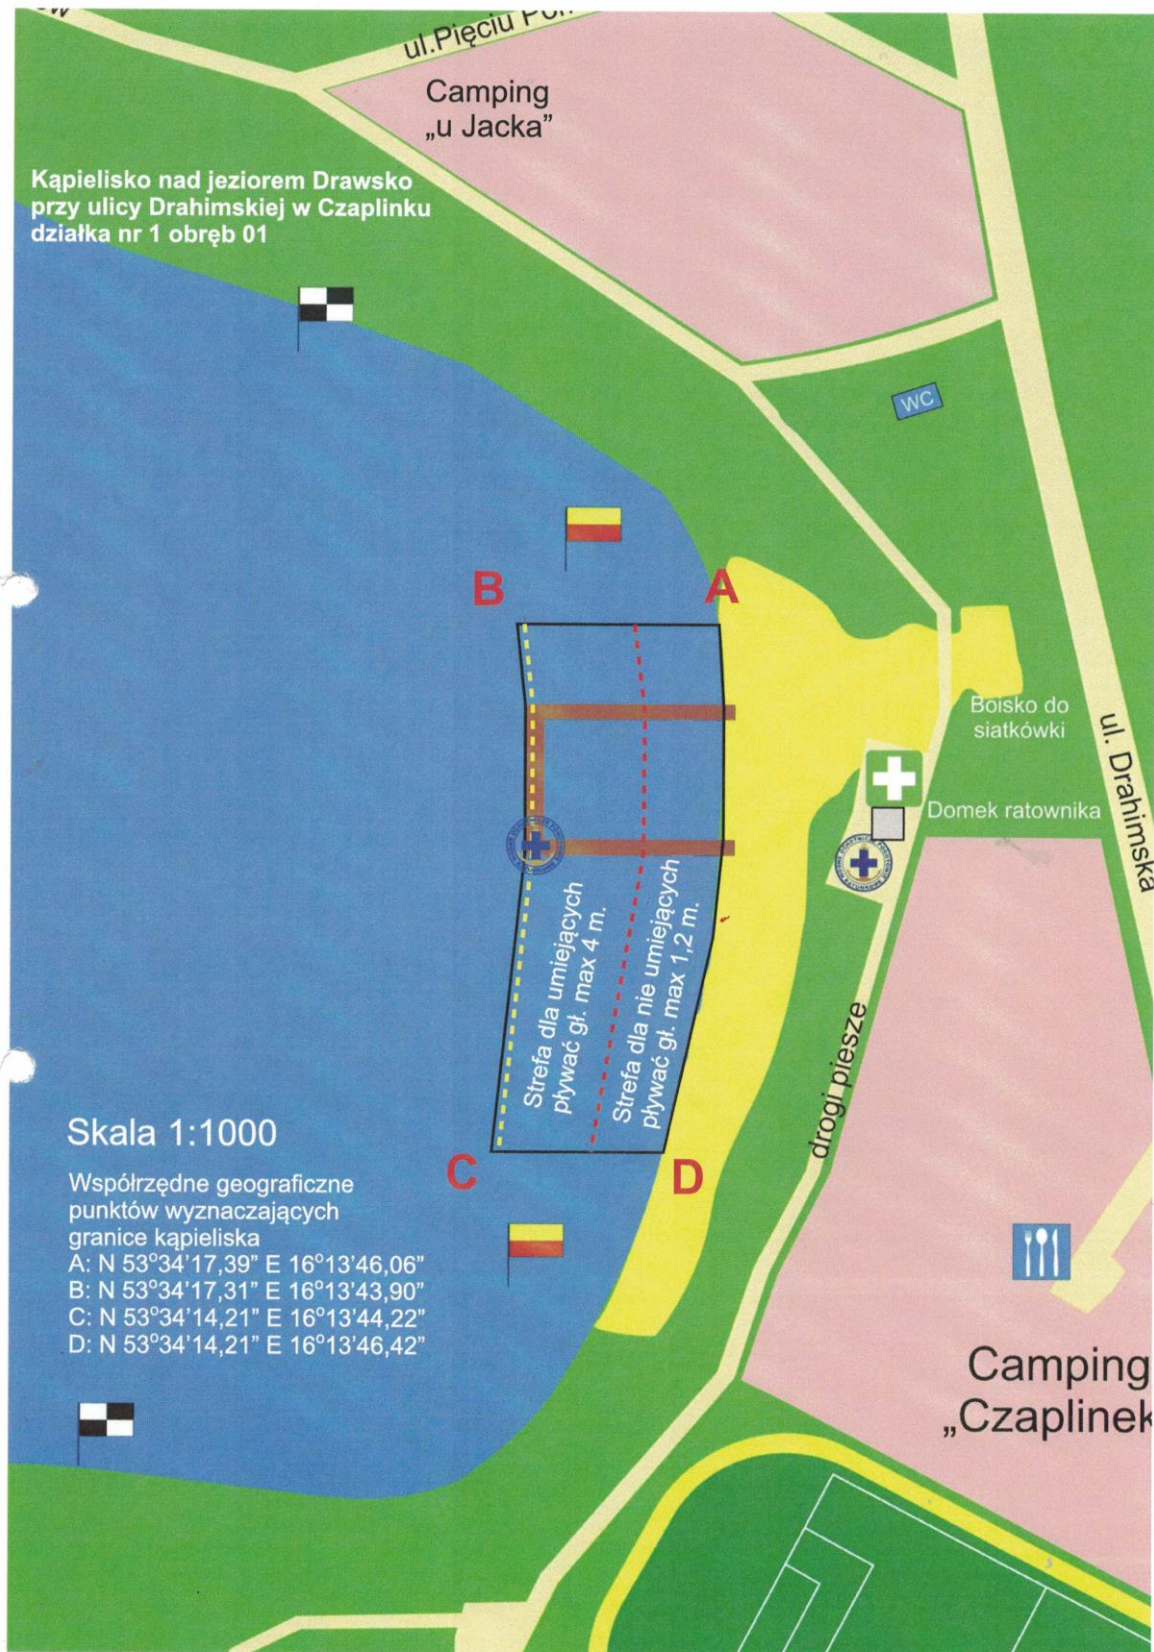 ul.Pięciu
Camping
„u Jacka”
Kąpielisko nad jeziorem Drawsko
przy ulicy Drahimskiej w Czaplinku
działka nr 1 obręb 01
WC
B
A
Boisko do
siatkówki
ul. Drahimska
Domek ratownika
Strefa dla umiejących
pływać gł. max 4 m.
Strefa dla nie umiejących
pływać gł. max 1,2 m.
drogi piesze
Skala 1:1000
C
D
Współrzędne geograficzne
punktów wyznaczających
granice kąpieliska
A: N 53°34'17,39” E 16°13'46,06”
B: N 53°34'17,31” E 16°13'43,90”
C: N 53°34'14,21” E 16°13'44,22”
D: N 53°34'14,21” E 16°13'46,42”
Camping
„Czaplinek